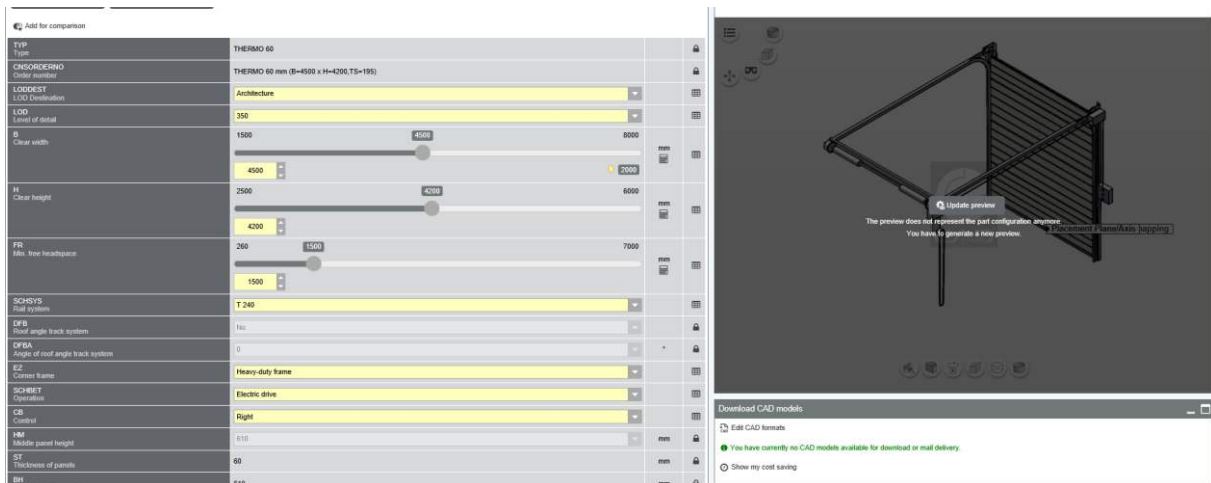 Add for comparison
TYP
Type
THERMO 60
CNSORDERNO
Order number
THERMO 60 mm (B=4500 x H=4200,TS=195)
LODDEST
LOD Destination
Architecture
LOD
Level of detail
350
B
Clear width
1500
4500
8000
4500
2000
mm
H
Clear height
2500
4200
6000
4200
mm
FR
Min. free headspace
260
1500
7000
1500
mm
SCHSYS
Rail system
T 240
DFB
Roof angle track system
No
DFBA
Angle of roof angle track system
0
°
EZ
Corner frame
Heavy-duty frame
SCHBET
Operation
Electric drive
CB
Control
Right
HM
Middle panel height
610
mm
ST
Thickness of panels
60
mm
BH
Update preview
The preview does not represent the part configuration anymore.
You have to generate a new preview.
Placement Plane/Axis
Download CAD models
Edit CAD formats
You have currently no CAD models available for download or mail delivery.
Show my cost saving